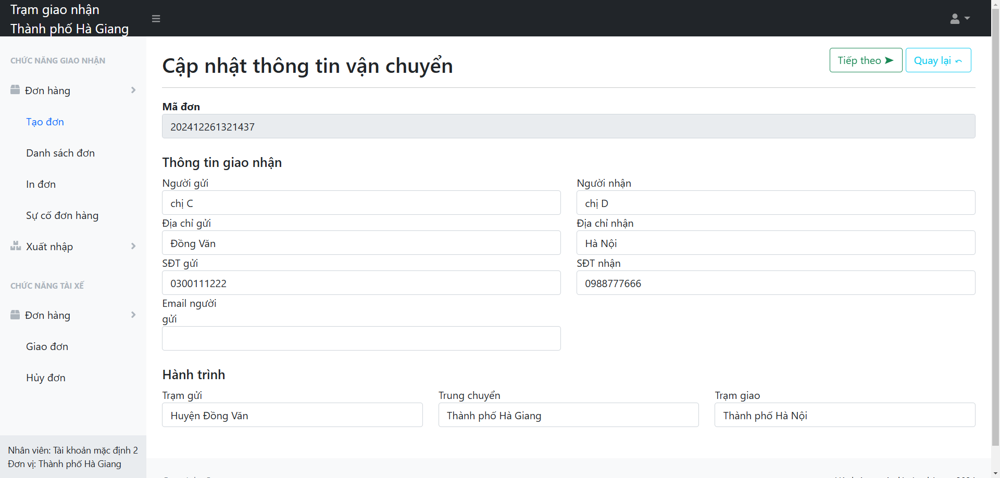 Trạm giao nhận
Thành phố Hà Giang
CHỨC NĂNG GIAO NHẬN
Đơn hàng
Tạo đơn
Danh sách đơn
In đơn
Sự cố đơn hàng
Xuất nhập
CHỨC NĂNG TÀI XẾ
Đơn hàng
Giao đơn
Hủy đơn
Nhân viên: Tài khoản mặc định 2
Đơn vị: Thành phố Hà Giang
Cập nhật thông tin vận chuyển
Tiếp theo
Quay lại
Mã đơn
202412261321437
Thông tin giao nhận
Người gửi
chị C
Người nhận
chị D
Địa chỉ gửi
Đồng Văn
Địa chỉ nhận
Hà Nội
SĐT gửi
0300111222
SĐT nhận
0988777666
Email người
gửi
Hành trình
Trạm gửi
Huyện Đồng Văn
Trung chuyển
Thành phố Hà Giang
Trạm giao
Thành phố Hà Nội